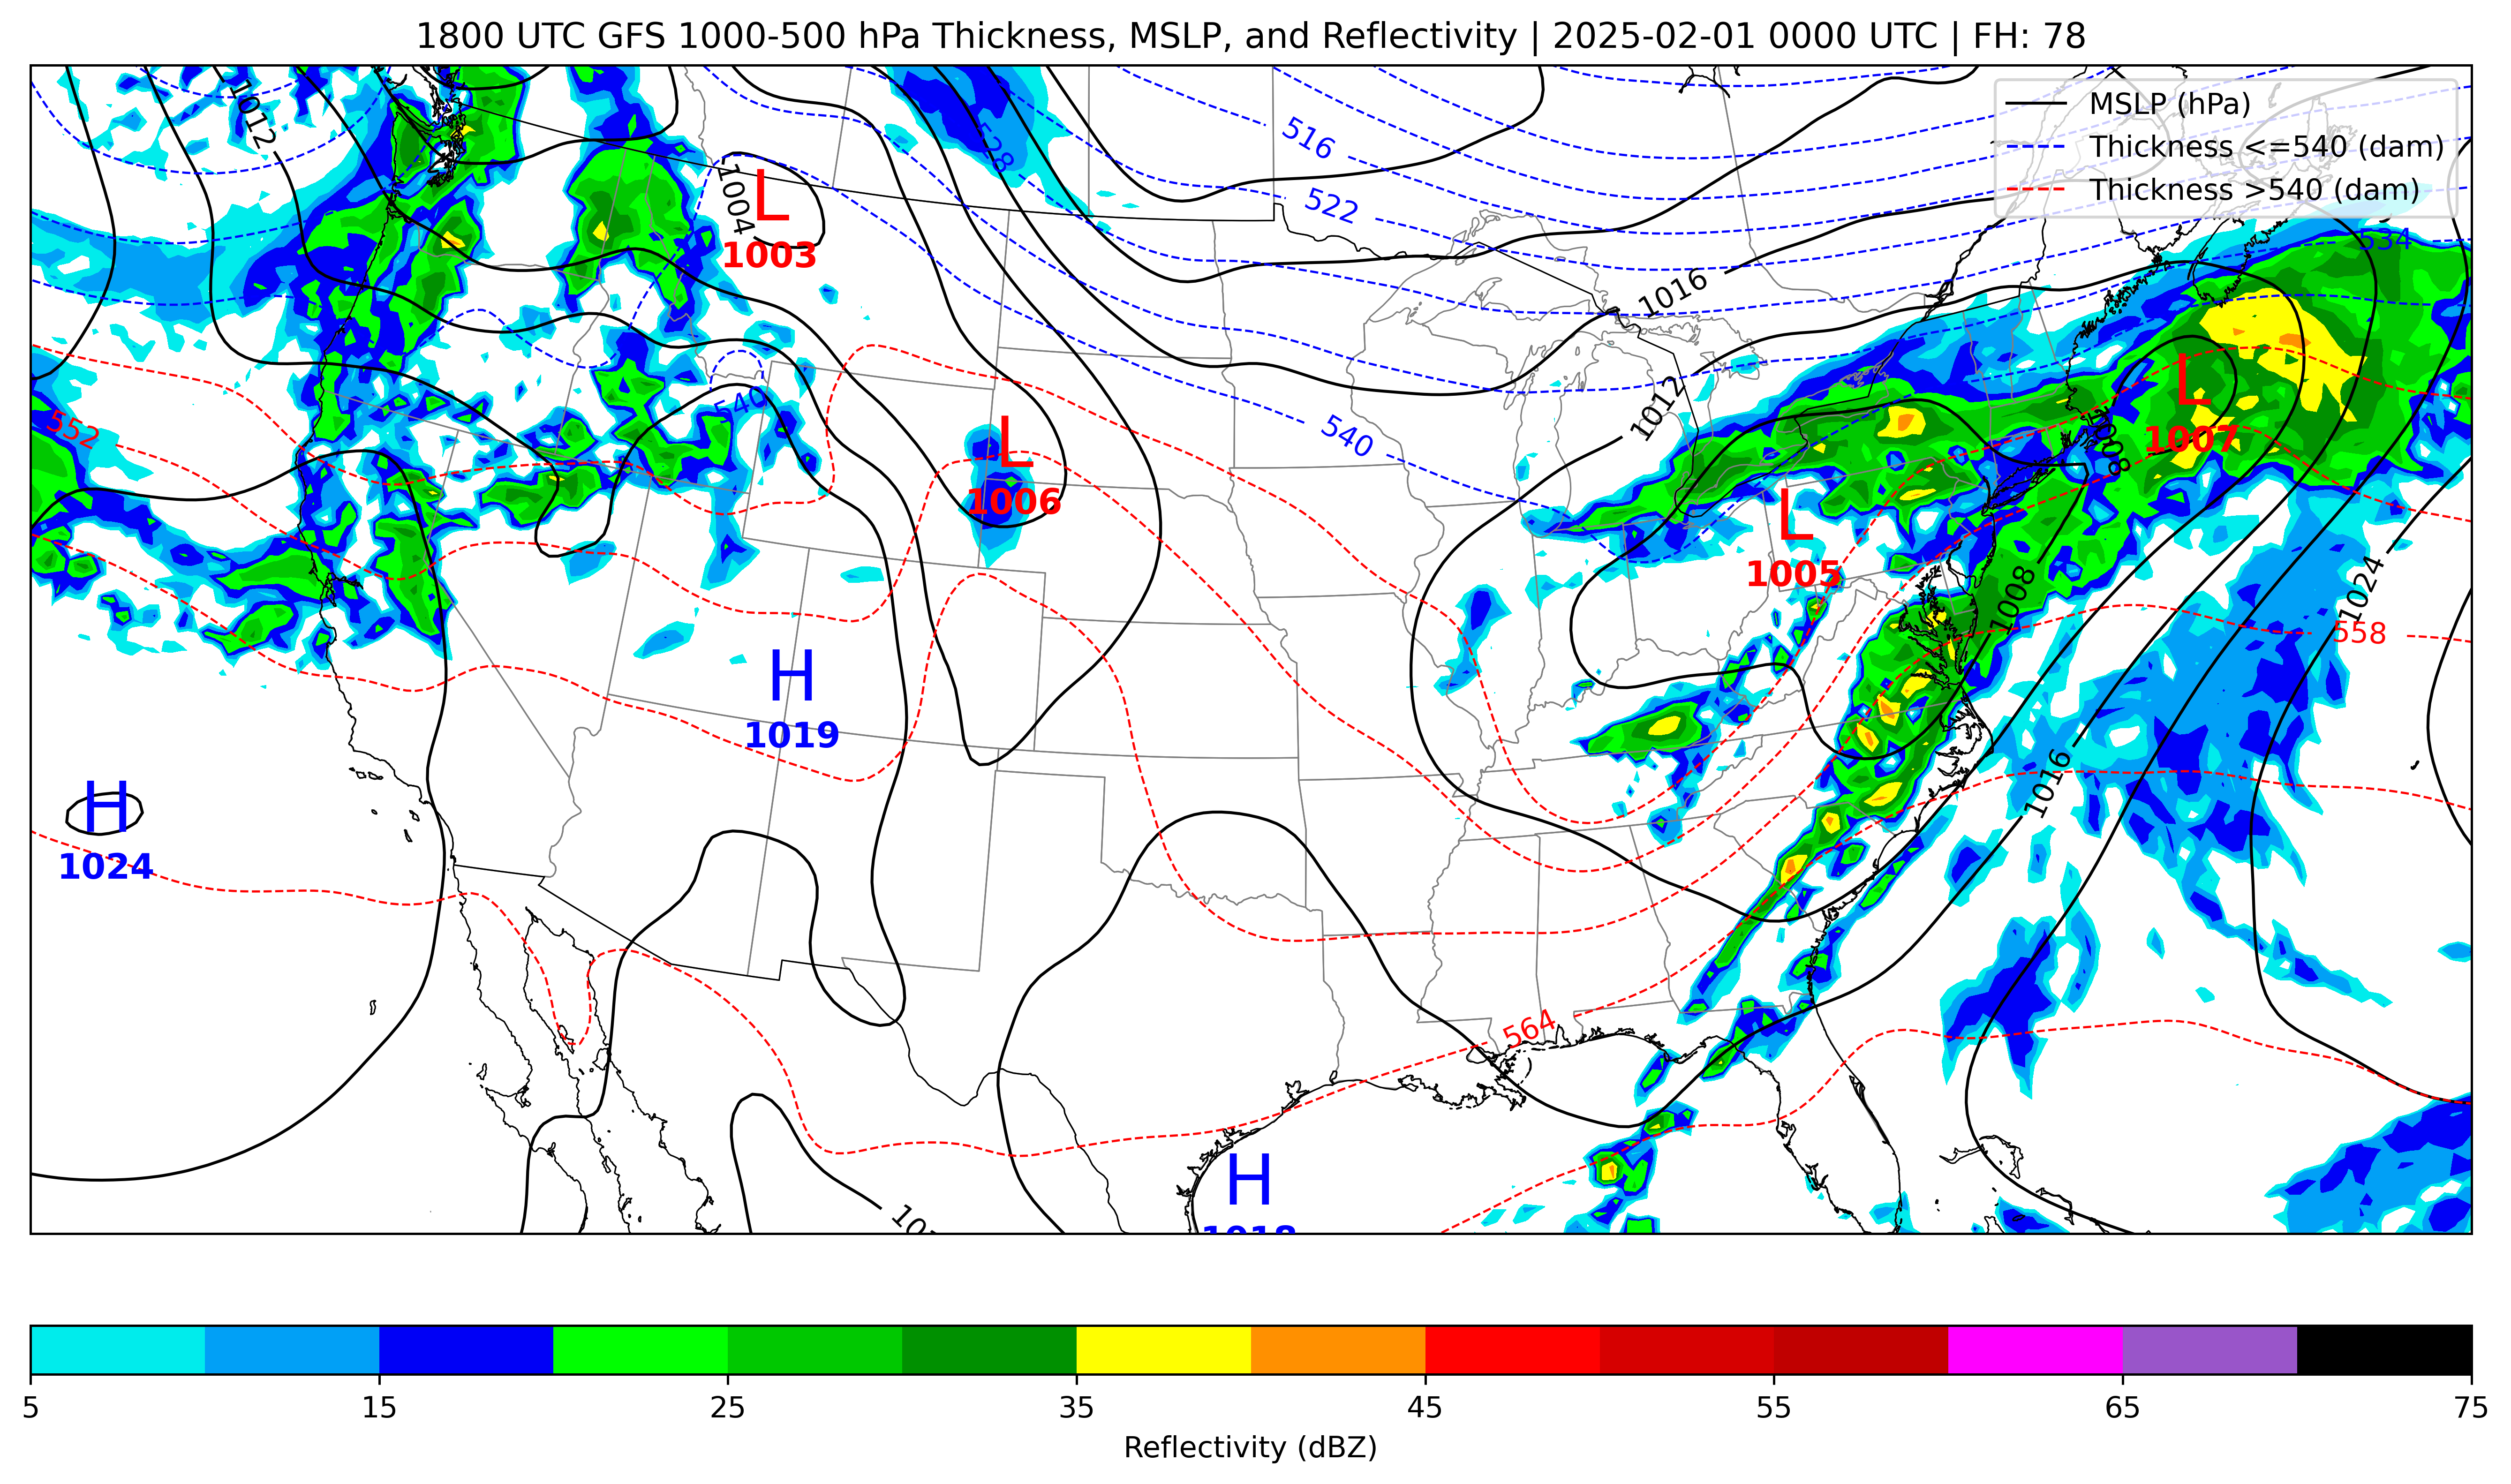 1800 UTC GFS 1000-500 hPa Thickness, MSLP, and Reflectivity | 2025-02-01 0000 UTC | FH: 78
MSLP (hPa)
Thickness <=540 (dam)
Thickness >540 (dam)
1012
528
516
522
534
1004
L
1003
1016
1012
L
1007
1008
552
540
L
1006
540
L
1005
1008
1024
558
H
1019
1016
H
1024
564
H
1018
5 15 25 35 45 55 65 75
Reflectivity (dBZ)